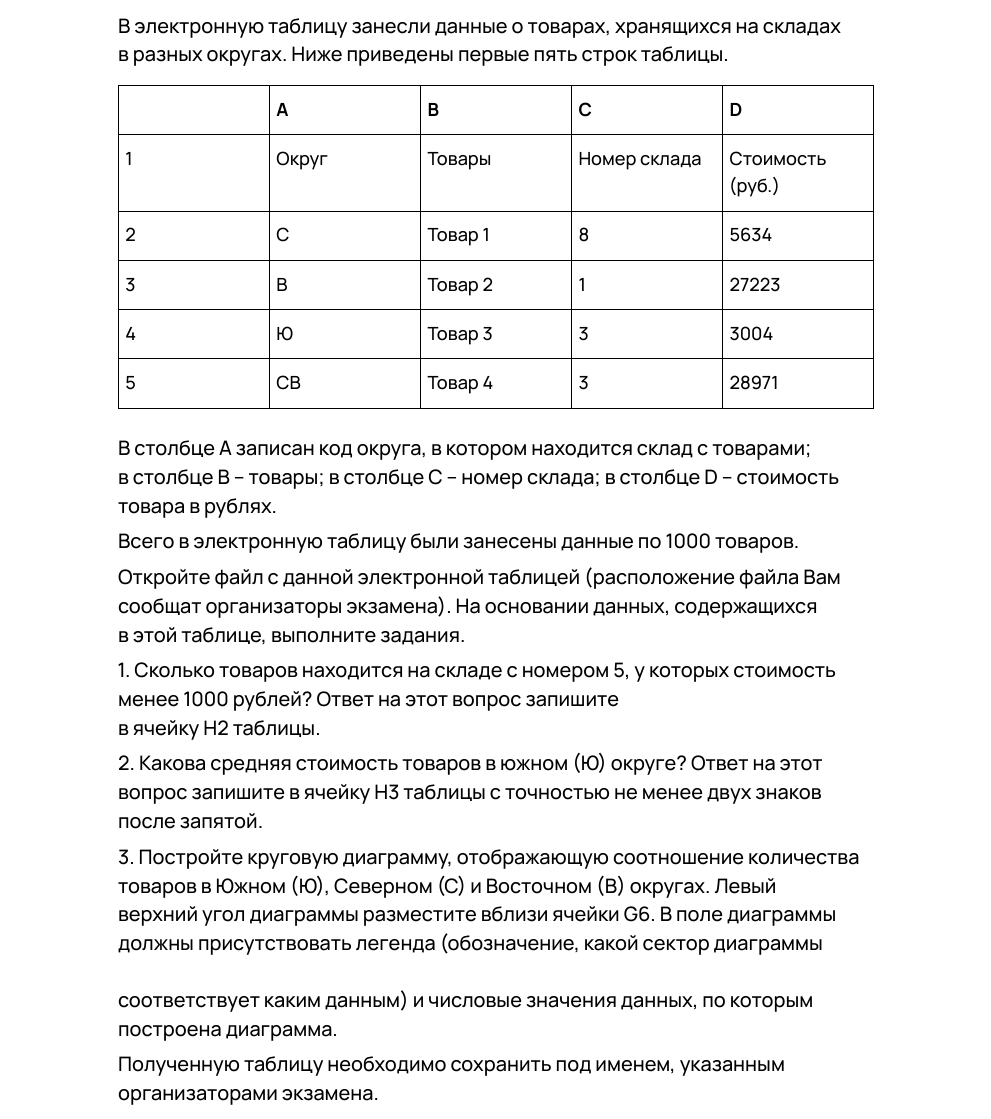 В электронную таблицу занесли данные о товарах, хранящихся на складах
в разных округах. Ниже приведены первые пять строк таблицы.
A B C D
1 Округ Товары Номер склада Стоимость
(руб.)
2 С Товар 1 8 5634
3 В Товар 2 1 27223
4 Ю Товар 3 3 3004
5 СВ Товар 4 3 28971
В столбце A записан код округа, в котором находится склад с товарами;
в столбце B – товары; в столбце C – номер склада; в столбце D – стоимость
товара в рублях.
Всего в электронную таблицу были занесены данные по 1000 товаров.
Откройте файл с данной электронной таблицей (расположение файла Вам
сообщат организаторы экзамена). На основании данных, содержащихся
в этой таблице, выполните задания.
1. Сколько товаров находится на складе с номером 5, у которых стоимость
менее 1000 рублей? Ответ на этот вопрос запишите
в ячейку H2 таблицы.
2. Какова средняя стоимость товаров в южном (Ю) округе? Ответ на этот
вопрос запишите в ячейку H3 таблицы с точностью не менее двух знаков
после запятой.
3. Постройте круговую диаграмму, отображающую соотношение количества
товаров в Южном (Ю), Северном (С) и Восточном (В) округах. Левый
верхний угол диаграммы разместите вблизи ячейки G6. В поле диаграммы
должны присутствовать легенда (обозначение, какой сектор диаграммы
соответствует каким данным) и числовые значения данных, по которым
построена диаграмма.
Полученную таблицу необходимо сохранить под именем, указанным
организаторами экзамена.